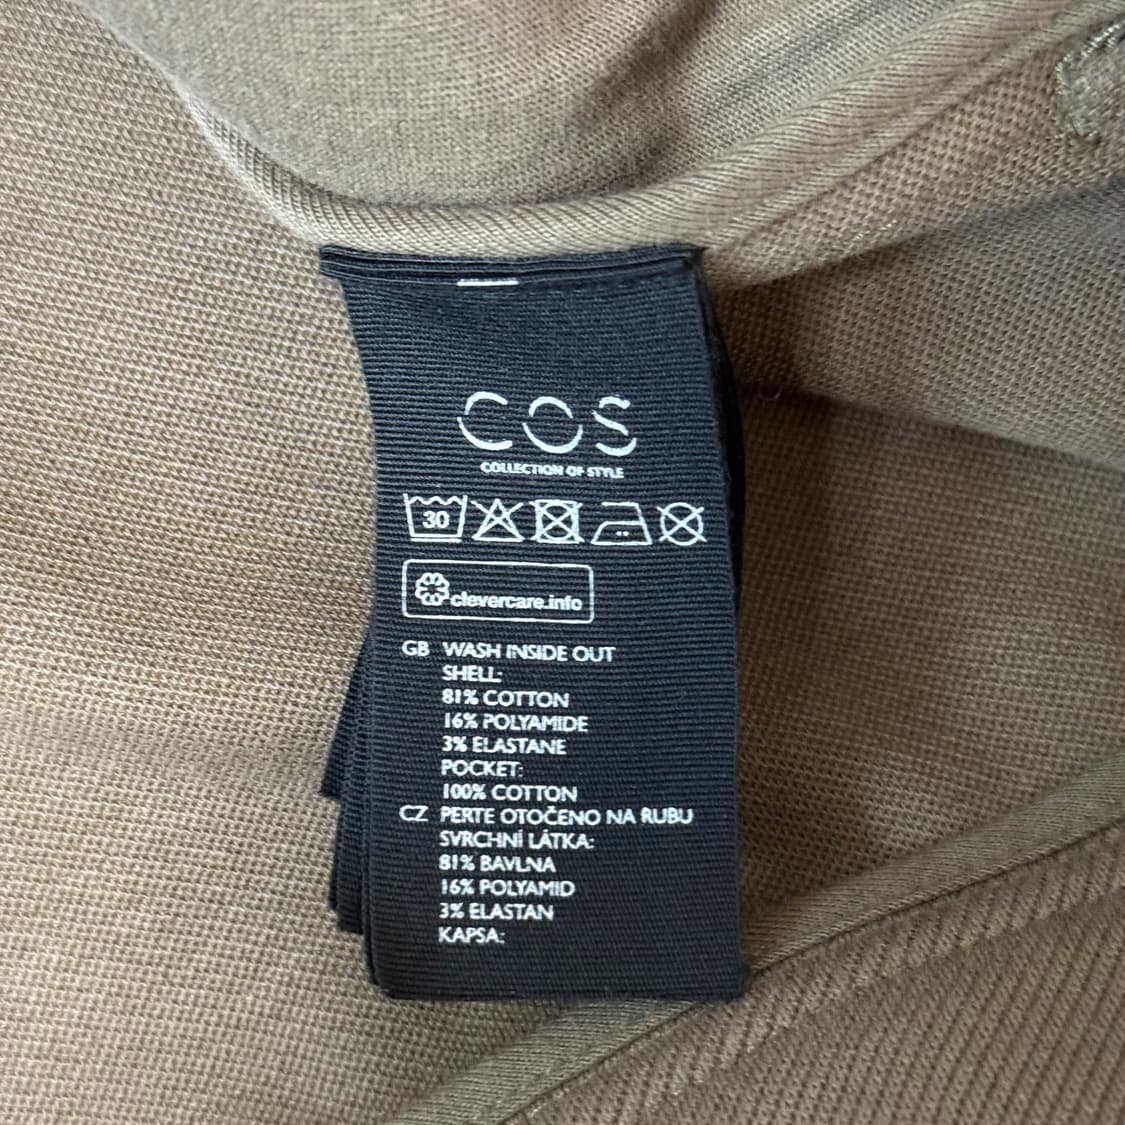 COS
COLLECTION OF STYLE
30
clevercare.info
GB WASH INSIDE OUT
SHELL:
81% COTTON
16% POLYAMIDE
3% ELASTANE
POCKET:
100% COTTON
CZ PERTE OTOČENO NA RUBU
SVRCHNÍ LÁTKA:
81% BAVLNA
16% POLYAMID
3% ELASTAN
KAPSA: